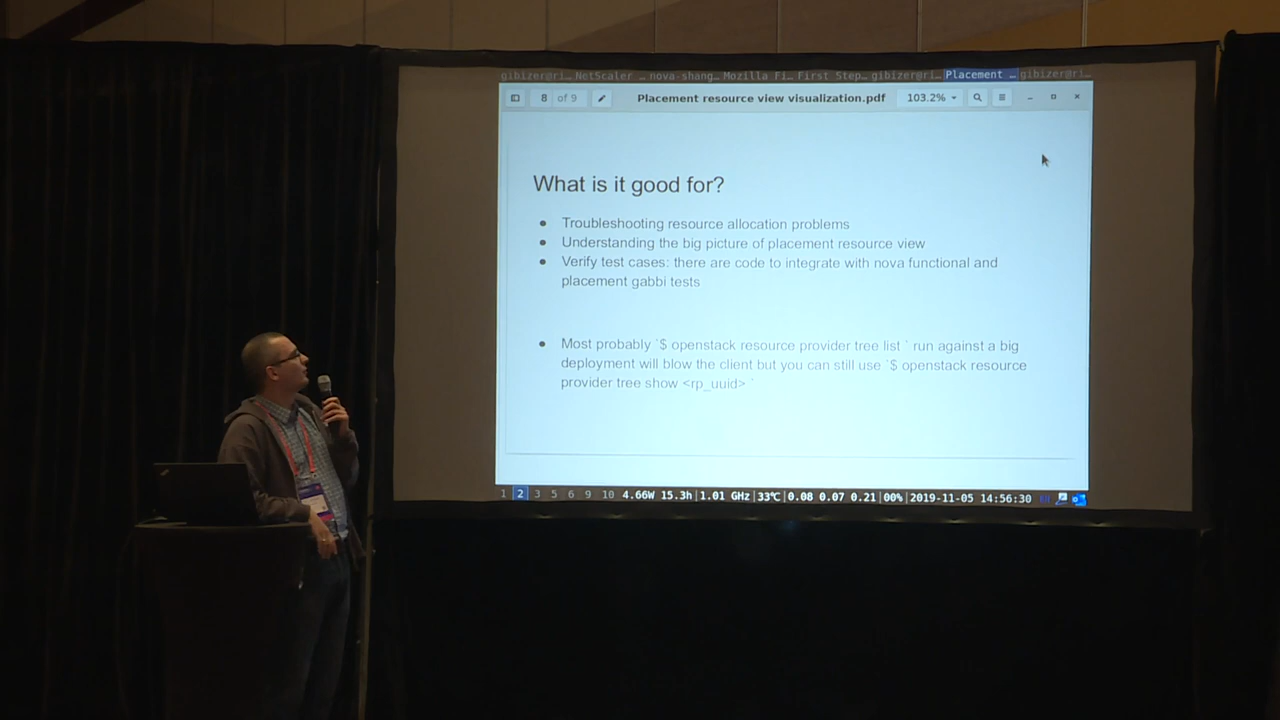 gibizer@ri… NetScaler … nova-shang… Mozilla Fi… First Step… gibizer@ri… Placement … gibizer@ri…
8 of 9 Placement resource view visualization.pdf 103.2%
What is it good for?
● Troubleshooting resource allocation problems
● Understanding the big picture of placement resource view
● Verify test cases: there are code to integrate with nova functional and
placement gabbi tests
● Most probably `$ openstack resource provider tree list ` run against a big
deployment will blow the client but you can still use `$ openstack resource
provider tree show <rp_uuid> `
1 2 3 5 6 9 10 4.66W 15.3h|1.01 GHz|33℃|0.08 0.07 0.21|00%|2019-11-05 14:56:30